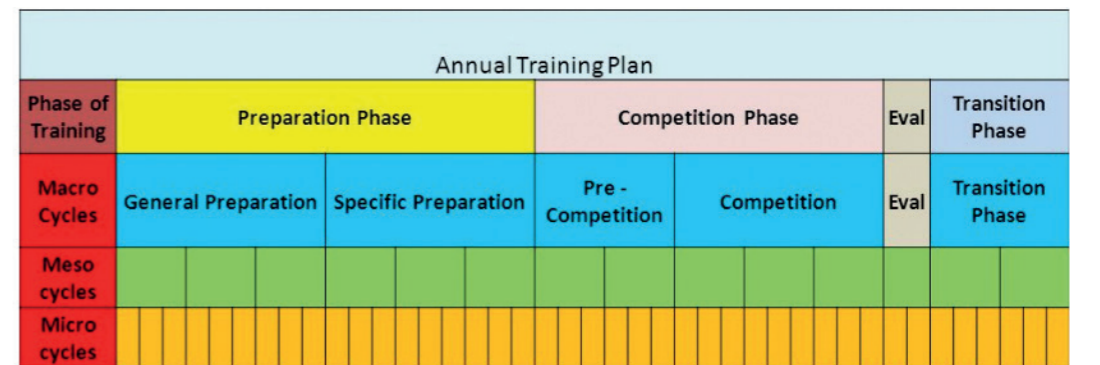 Annual Training Plan
Phase of
Training
Preparation Phase
Competition Phase
Eval
Transition
Phase
Macro
Cycles
General Preparation
Specific Preparation
Pre -
Competition
Competition
Eval
Transition
Phase
Meso
cycles
Micro
cycles